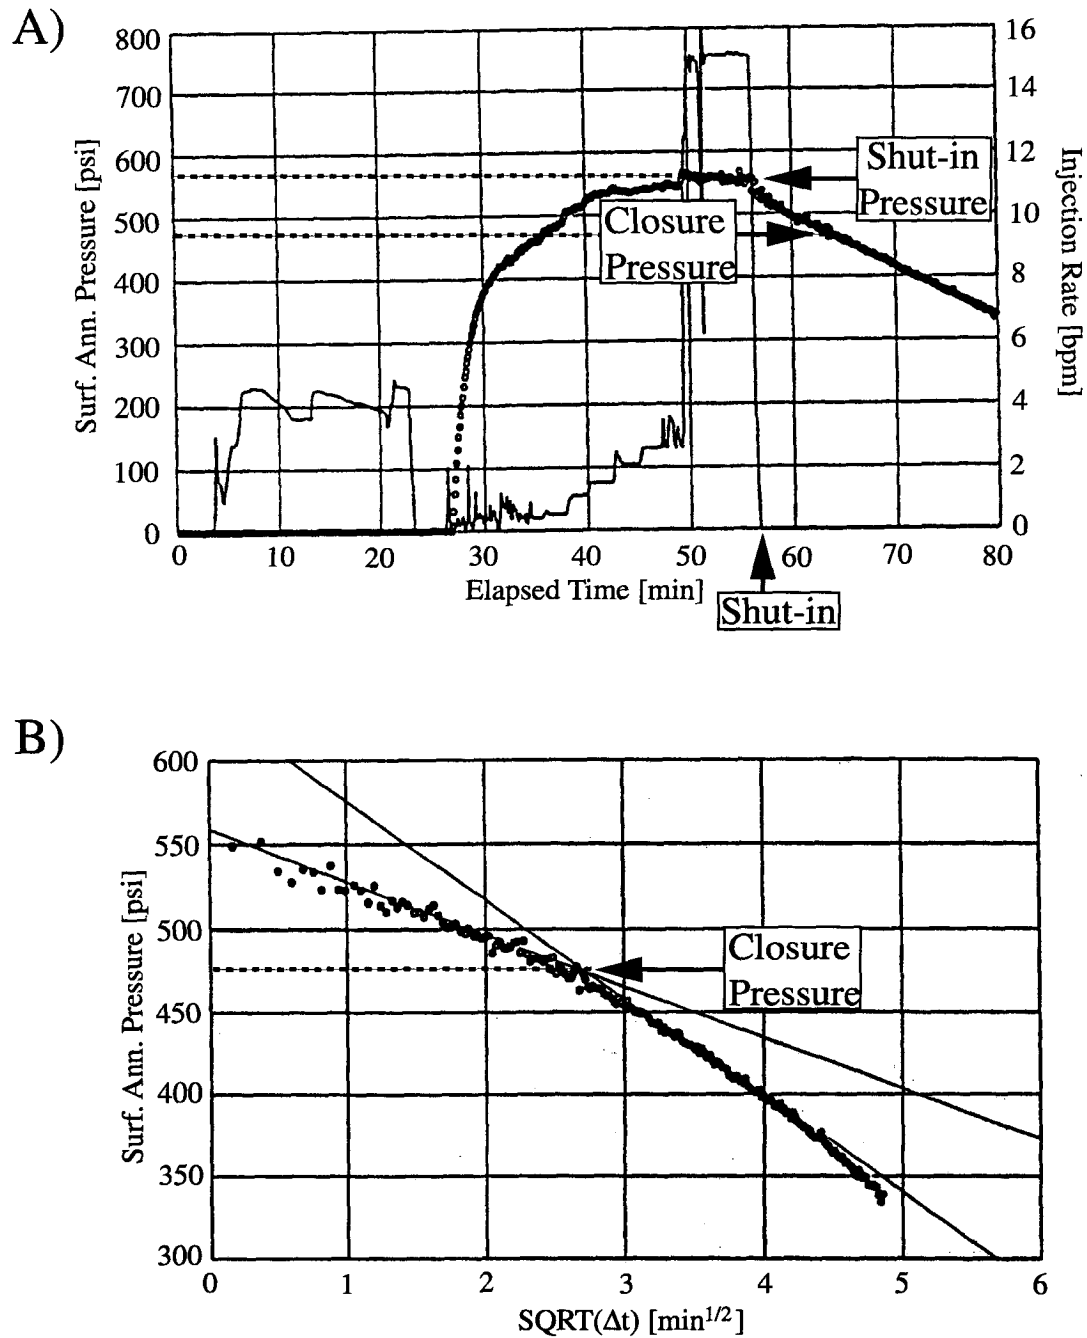 A)
800
700
600
500
400
300
200
100
0
Surf. Ann. Pressure [psi]
16
14
12
10
8
6
4
2
0
Injection Rate [bpm]
Shut-in
Pressure
Closure
Pressure
0 10 20 30 40 50 60 70 80
Elapsed Time [min]
Shut-in
B)
600
550
500
450
400
350
300
Surf. Ann. Pressure [psi]
Closure
Pressure
0 1 2 3 4 5 6
SQRT(Δt) [min^{1/2}]